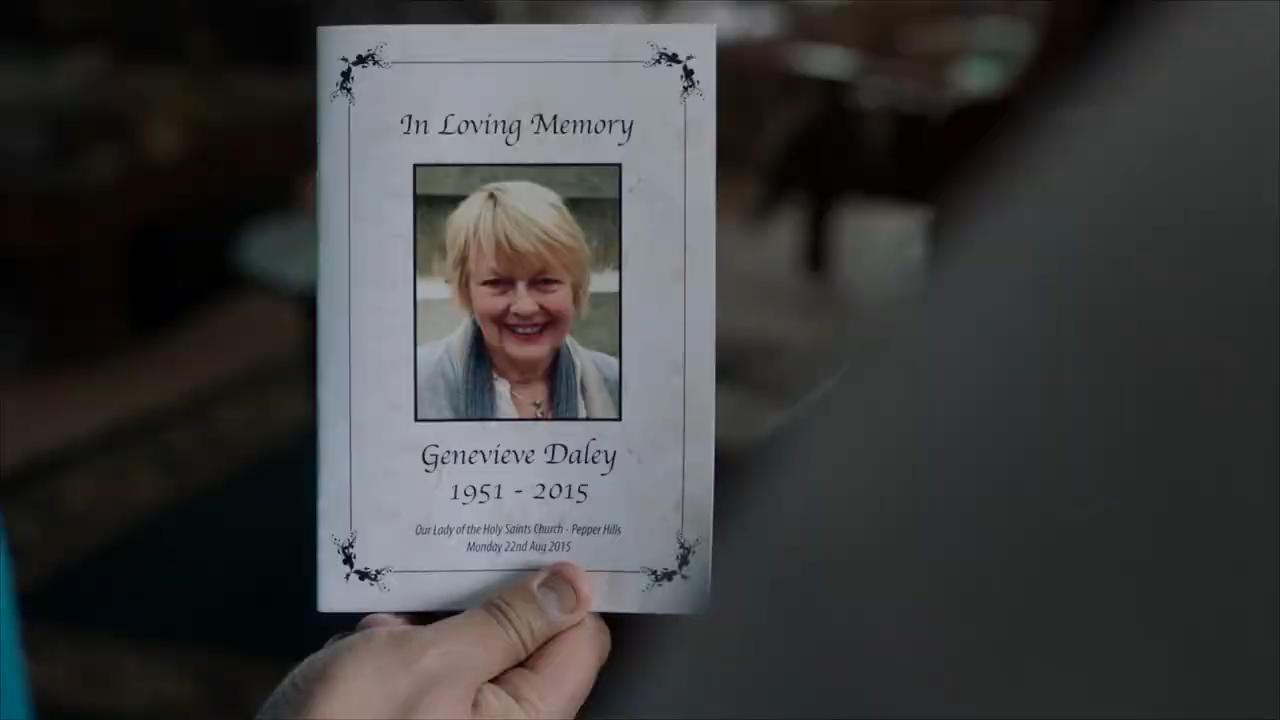 In Loving Memory
Genevieve Daley
1951 - 2015
Our Lady of the Holy Saints Church - Pepper Hills
Monday 22nd Aug 2015